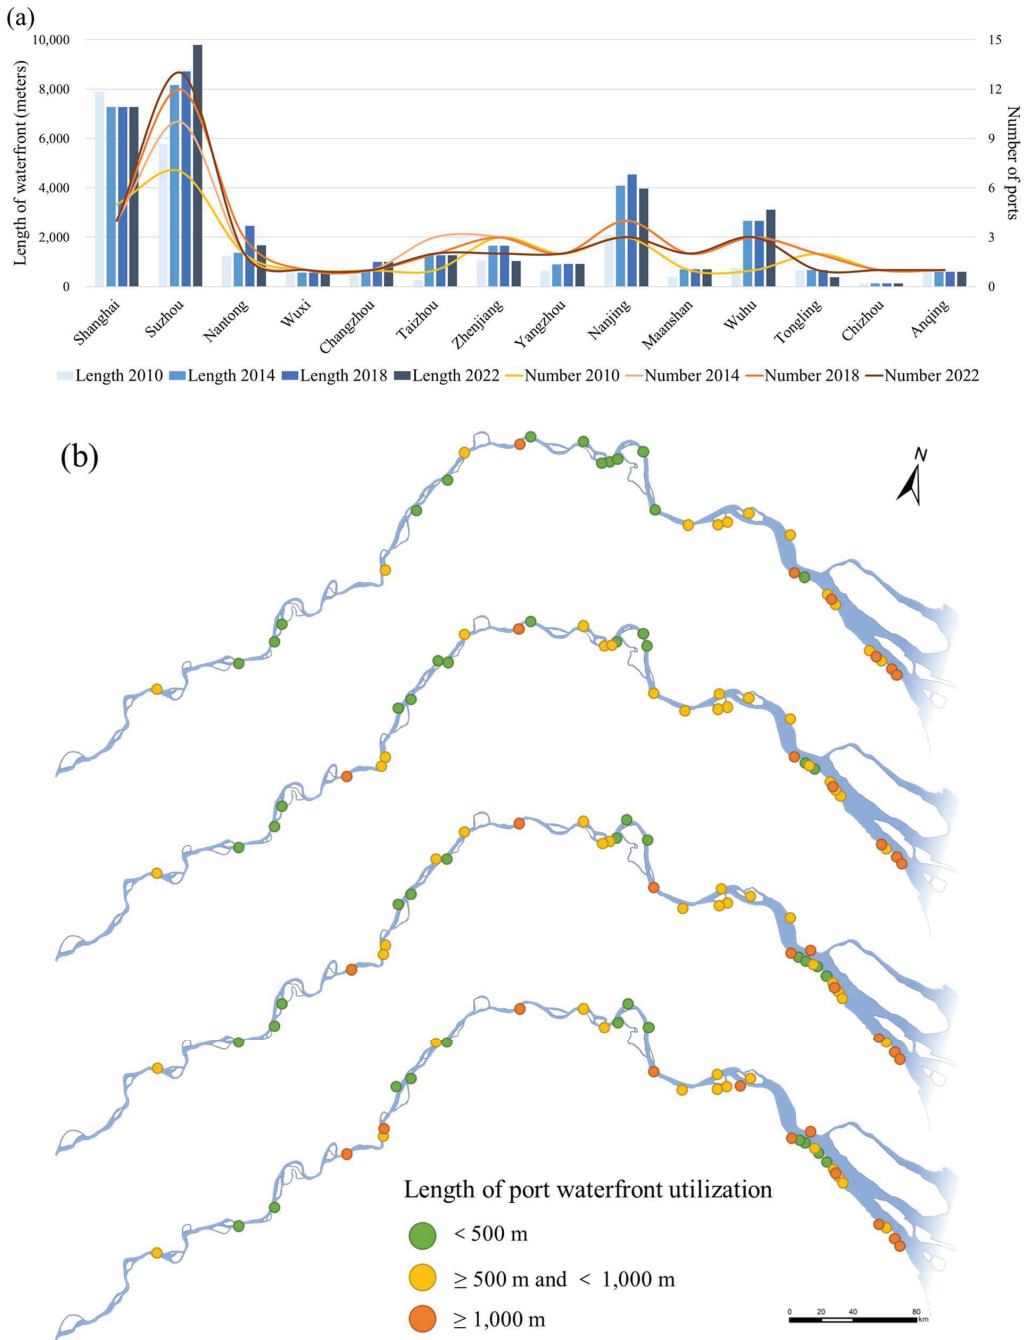 (a)
10,000
8,000
6,000
4,000
2,000
0
Length of waterfront (meters)
15
12
9
6
3
0
Number of ports
Shanghai
Suzhou
Nantong
Wuxi
Changzhou
Taizhou
Zhenjiang
Yangzhou
Nanjing
Maanshan
Wuhu
Tongling
Chizhou
Anqing
Length 2010 Length 2014 Length 2018 Length 2022 Number 2010 Number 2014 Number 2018 Number 2022
(b)
N
Length of port waterfront utilization
< 500 m
≥ 500 m and < 1,000 m
≥ 1,000 m
0 20 40 80
km